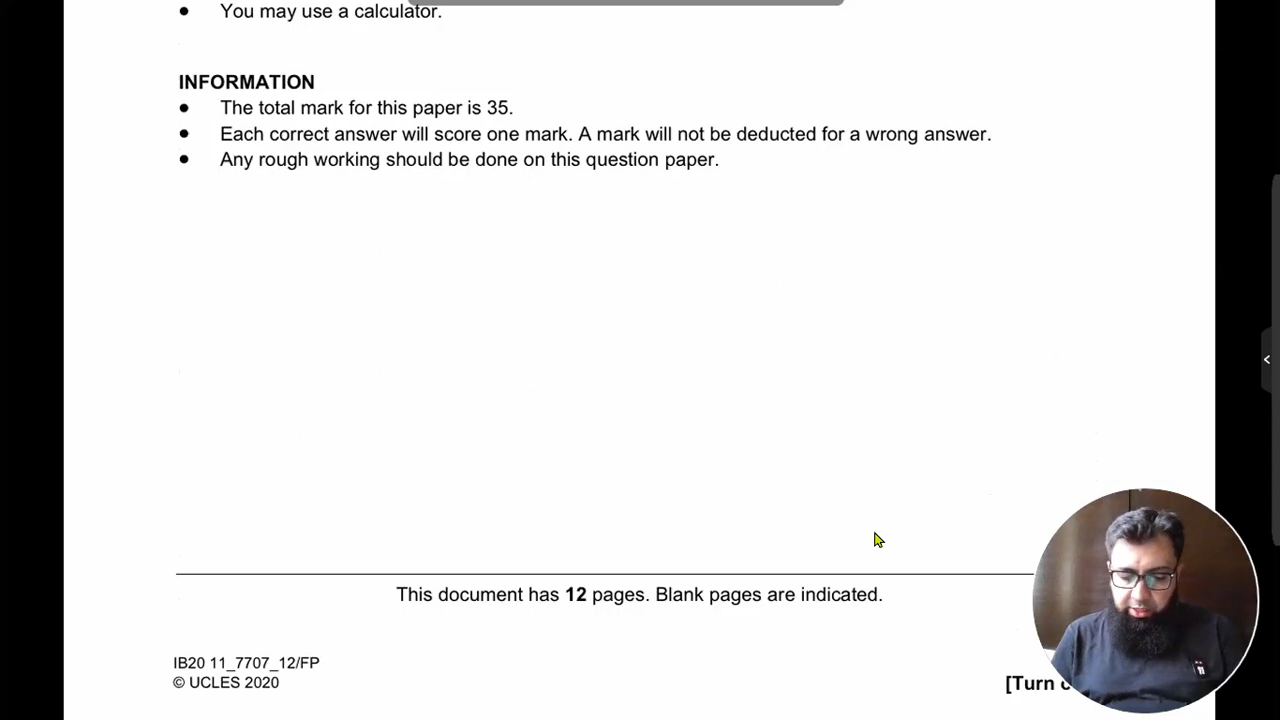 ● You may use a calculator.
INFORMATION
● The total mark for this paper is 35.
● Each correct answer will score one mark. A mark will not be deducted for a wrong answer.
● Any rough working should be done on this question paper.
This document has 12 pages. Blank pages are indicated.
IB20 11_7707_12/FP
© UCLES 2020
[Turn